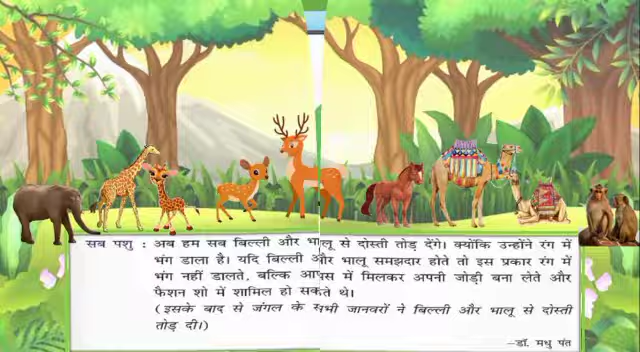 सब पशु : अब हम सब बिल्ली और भालू से दोस्ती तोड़ देंगे। क्योंकि उन्होंने रंग में
भंग डाला है। यदि बिल्ली और भालू समझदार होते तो इस प्रकार रंग में
भंग नहीं डालते, बल्कि आपस में मिलकर अपनी जोड़ी बना लेते और
फैशन शो में शामिल हो सकते थे।
(इसके बाद से जंगल के सभी जानवरों ने बिल्ली और भालू से दोस्ती
तोड़ दी।)
–डॉ. मधु पंत